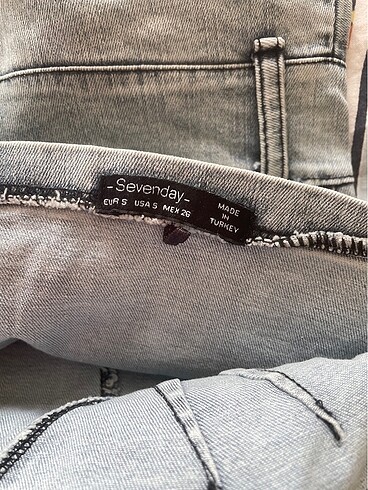 -Sevenday-
EUR S USA S MEX 26
MADE
IN
TURKEY